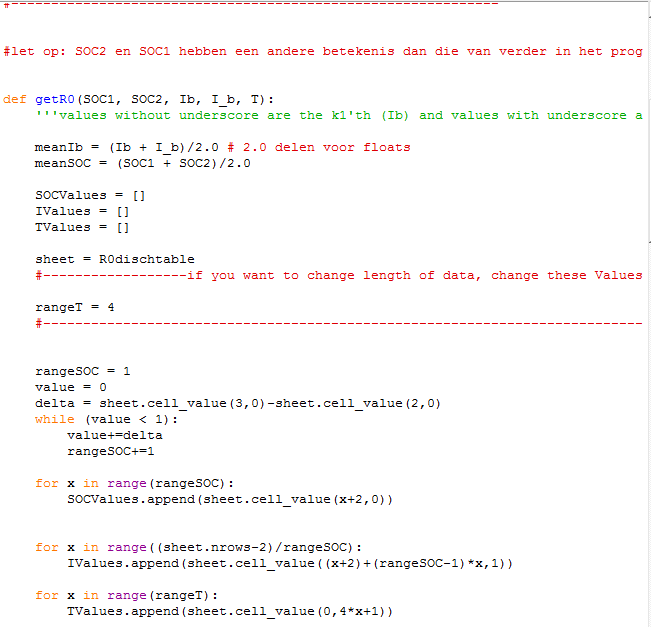 #-------------------------------------------------------------
#let op: SOC2 en SOC1 hebben een andere betekenis dan die van verder in het prog
def getR0(SOC1, SOC2, Ib, I_b, T):
    '''values without underscore are the k1'th (Ib) and values with underscore a
    meanIb = (Ib + I_b)/2.0 # 2.0 delen voor floats
    meanSOC = (SOC1 + SOC2)/2.0
    SOCValues = []
    IValues = []
    TValues = []
    sheet = R0dischtable
    #------------------if you want to change length of data, change these Values
    rangeT = 4
    #---------------------------------------------------------------------------
    rangeSOC = 1
    value = 0
    delta = sheet.cell_value(3,0)-sheet.cell_value(2,0)
    while (value < 1):
        value+=delta
        rangeSOC+=1
    for x in range(rangeSOC):
        SOCValues.append(sheet.cell_value(x+2,0))
    for x in range((sheet.nrows-2)/rangeSOC):
        IValues.append(sheet.cell_value((x+2)+(rangeSOC-1)*x,1))
    for x in range(rangeT):
        TValues.append(sheet.cell_value(0,4*x+1))